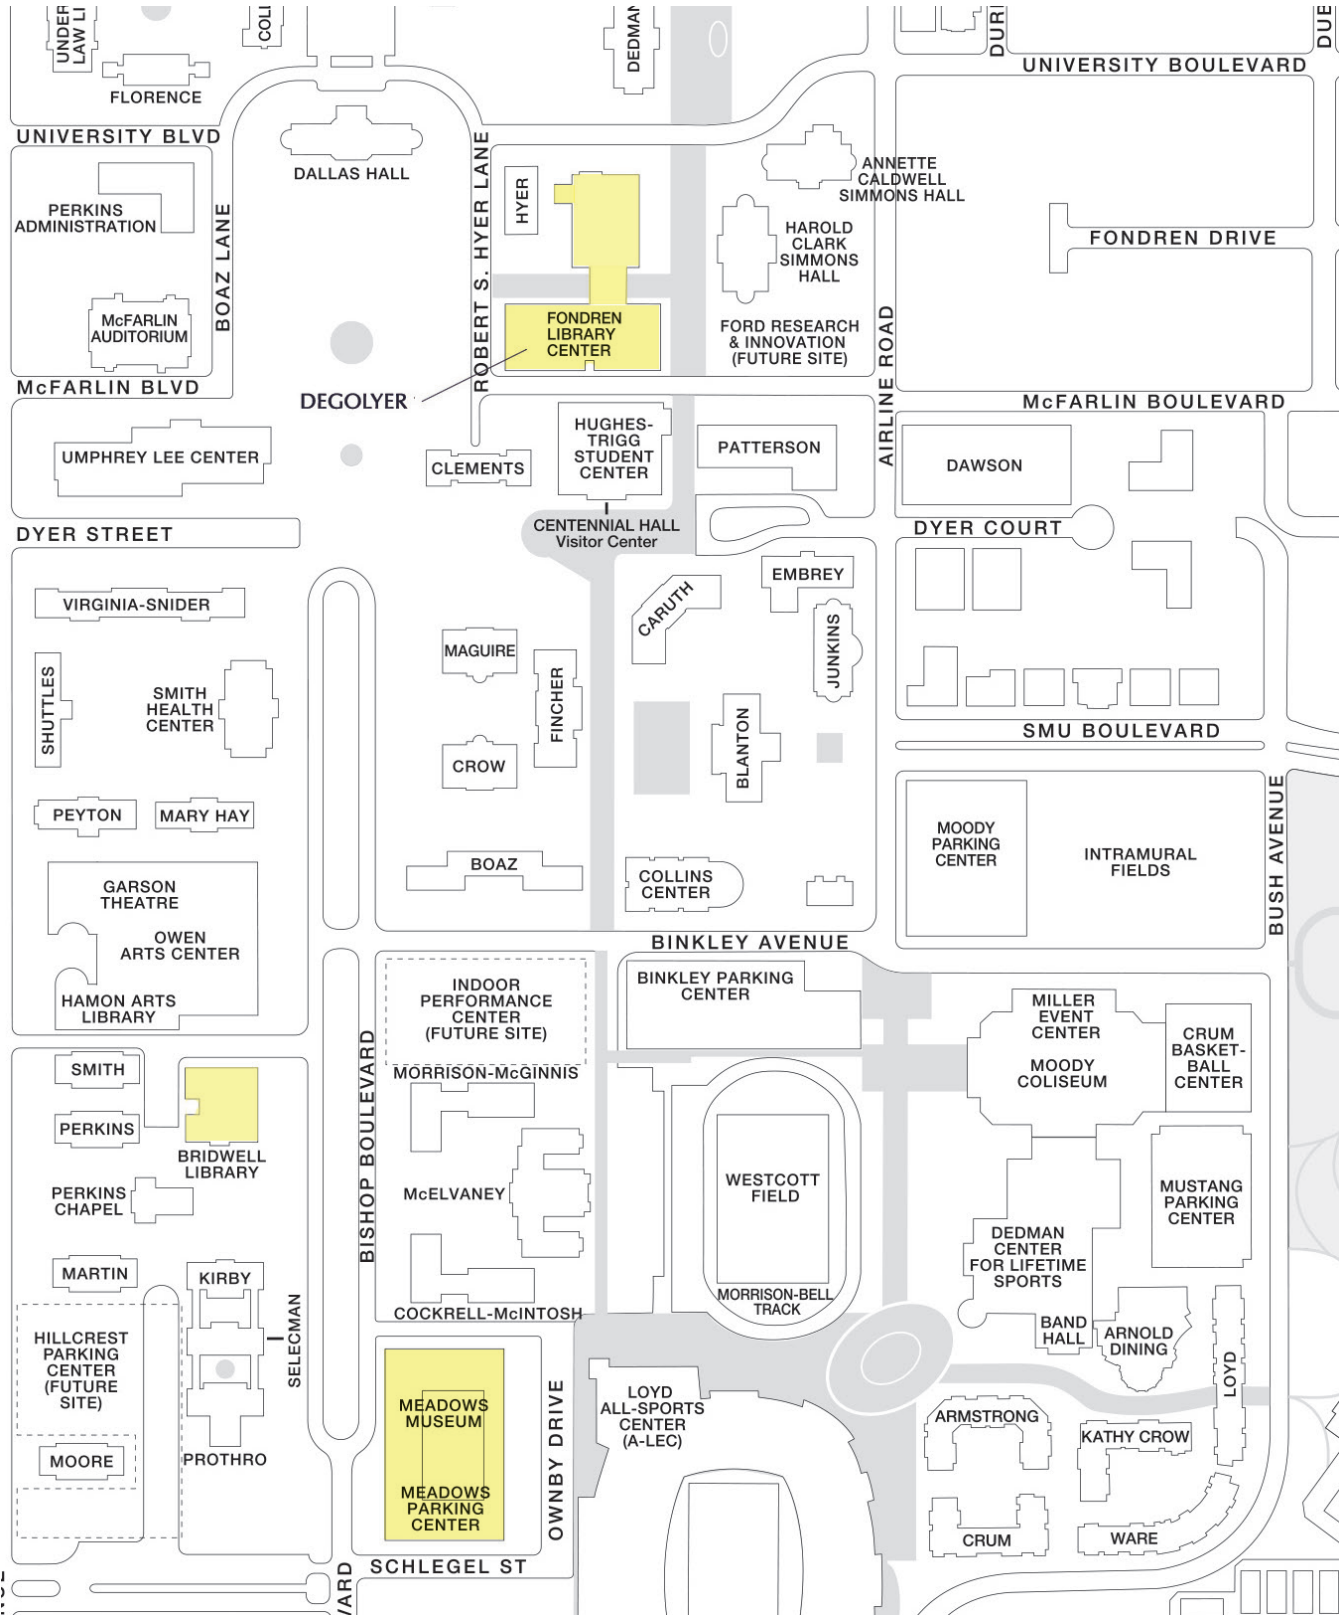 UNDER
LAW LI
COL
DEDMAN
DURI
DUB
UNIVERSITY BOULEVARD
FLORENCE
UNIVERSITY BLVD
DALLAS HALL
ANNETTE
CALDWELL
SIMMONS HALL
PERKINS
ADMINISTRATION
BOAZ LANE
ROBERT S. HYER LANE
HYER
HAROLD
CLARK
SIMMONS
HALL
FONDREN DRIVE
McFARLIN
AUDITORIUM
FONDREN
LIBRARY
CENTER
FORD RESEARCH
& INNOVATION
(FUTURE SITE)
AIRLINE ROAD
McFARLIN BLVD
DEGOLYER
McFARLIN BOULEVARD
UMPHREY LEE CENTER
CLEMENTS
HUGHES-
TRIGG
STUDENT
CENTER
PATTERSON
DAWSON
DYER STREET
CENTENNIAL HALL
Visitor Center
DYER COURT
VIRGINIA-SNIDER
CARUTH
EMBREY
JUNKINS
MAGUIRE
SHUTTLES
SMITH
HEALTH
CENTER
FINCHER
BLANTON
SMU BOULEVARD
CROW
PEYTON
MARY HAY
MOODY
PARKING
CENTER
INTRAMURAL
FIELDS
BUSH AVENUE
BOAZ
COLLINS
CENTER
GARSON
THEATRE
OWEN
ARTS CENTER
HAMON ARTS
LIBRARY
BINKLEY AVENUE
INDOOR
PERFORMANCE
CENTER
(FUTURE SITE)
BINKLEY PARKING
CENTER
MILLER
EVENT
CENTER
MOODY
COLISEUM
CRUM
BASKET-
BALL
CENTER
BISHOP BOULEVARD
SMITH
PERKINS
BRIDWELL
LIBRARY
MORRISON-McGINNIS
PERKINS
CHAPEL
McELVANEY
WESTCOTT
FIELD
MUSTANG
PARKING
CENTER
DEDMAN
CENTER
FOR LIFETIME
SPORTS
MARTIN
KIRBY
SELECMAN
COCKRELL-McINTOSH
MORRISON-BELL
TRACK
BAND
HALL
ARNOLD
DINING
LOYD
HILLCREST
PARKING
CENTER
(FUTURE
SITE)
MOORE
PROTHRO
MEADOWS
MUSEUM
MEADOWS
PARKING
CENTER
OWNBY DRIVE
LOYD
ALL-SPORTS
CENTER
(A-LEC)
ARMSTRONG
KATHY CROW
CRUM
WARE
SCHLEGEL ST
VARD